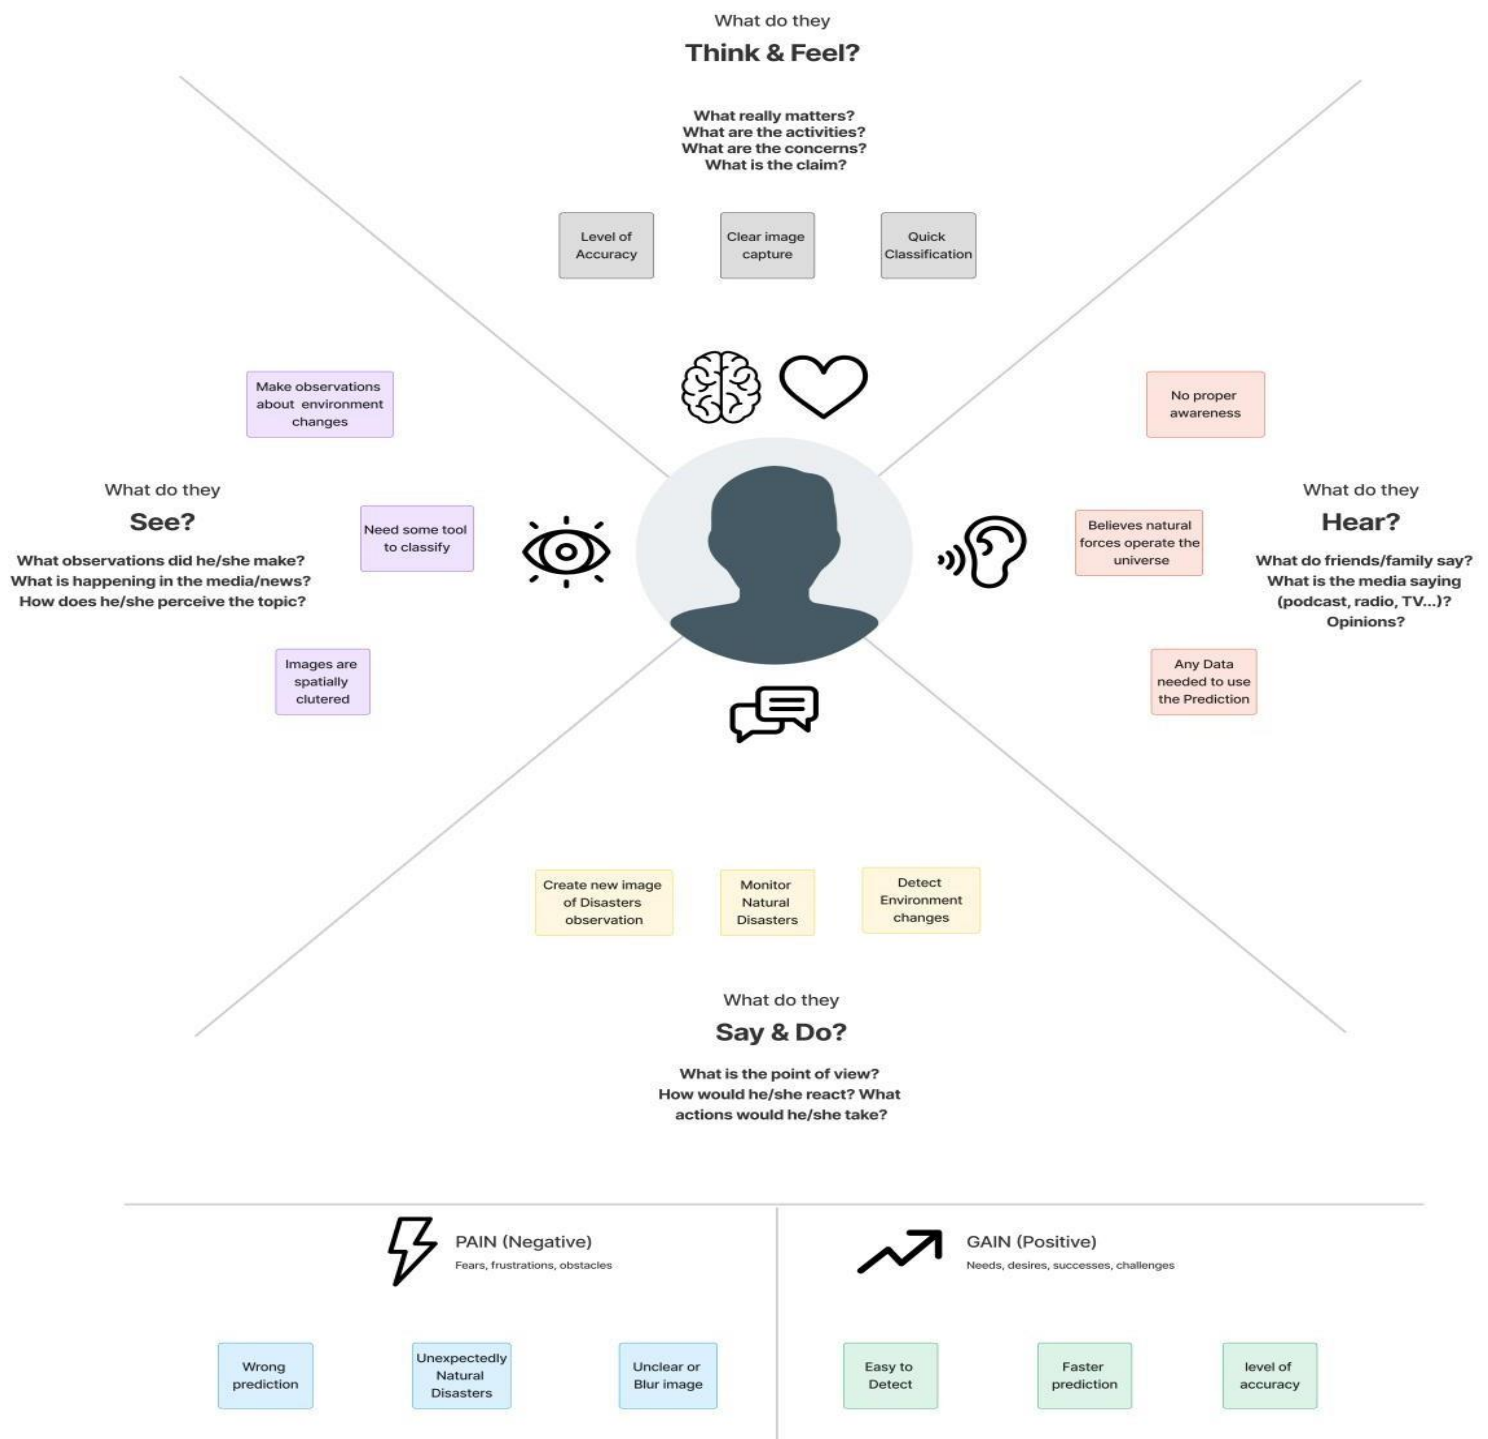 What do they
Think & Feel?
What really matters?
What are the activities?
What are the concerns?
What is the claim?
Level of
Accuracy
Clear image
capture
Quick
Classification
Make observations
about environment
changes
What do they
See?
What observations did he/she make?
What is happening in the media/news?
How does he/she perceive the topic?
Need some tool
to classify
Images are
spatially
clutered
No proper
awareness
Believes natural
forces operate the
universe
What do they
Hear?
What do friends/family say?
What is the media saying
(podcast, radio, TV...)?
Opinions?
Any Data
needed to use
the Prediction
Create new image
of Disasters
observation
Monitor
Natural
Disasters
Detect
Environment
changes
What do they
Say & Do?
What is the point of view?
How would he/she react? What
actions would he/she take?
PAIN (Negative)
Fears, frustrations, obstacles
Wrong
prediction
Unexpectedly
Natural
Disasters
Unclear or
Blur image
GAIN (Positive)
Needs, desires, successes, challenges
Easy to
Detect
Faster
prediction
level of
accuracy